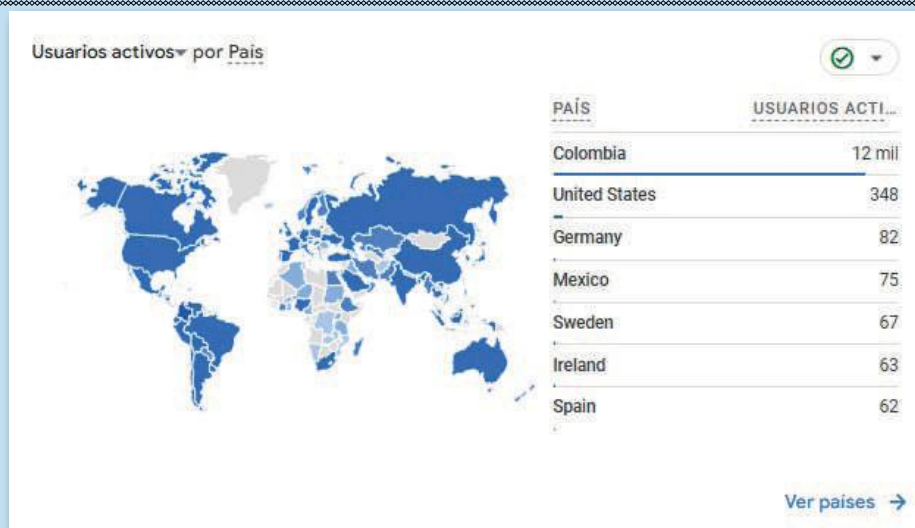 Usuarios activos por País
PAÍS USUARIOS ACTI...
Colombia 12 mil
United States 348
Germany 82
Mexico 75
Sweden 67
Ireland 63
Spain 62
Ver países